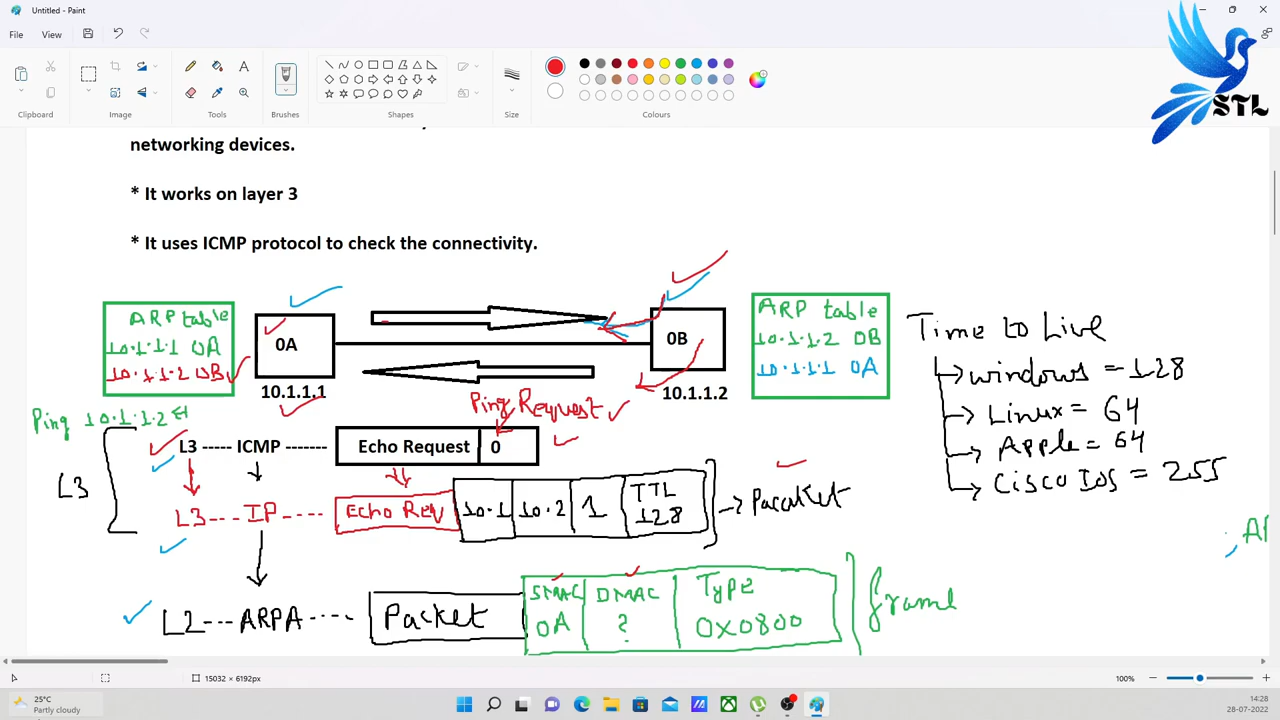 Untitled - Paint
File View
Clipboard Image Tools Brushes Shapes Size Colours
STL
networking devices.
* It works on layer 3
* It uses ICMP protocol to check the connectivity.
ARP table
10.1.1.1 0A
10.1.1.2 0B
0A
10.1.1.1
0B
10.1.1.2
ARP table
10.1.1.2 0B
10.1.1.1 0A
Time to Live
windows = 128
Linux = 64
Apple = 64
Cisco IOS = 255
Ping 10.1.1.2
Ping Request
L3 ----- ICMP ------- Echo Request 0
L3
L3 --- IP ---- Echo Req 10.1 10.2 1 TTL 128
Pacaket
L2 --- ARPA ---- Packet
SMAC DMAC Type
0A ? 0X0800
frame
15032 × 6192px
100%
25°C
Partly cloudy
14:28
28-07-2022